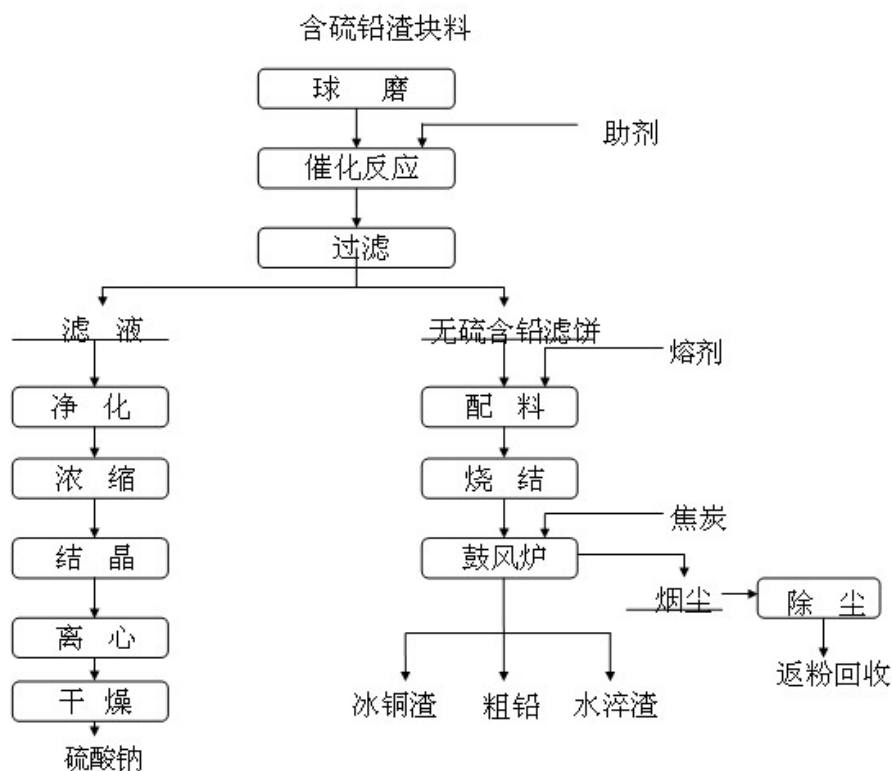 含硫铅渣块料
球 磨
助剂
催化反应
过滤
滤 液
无硫含铅滤饼
熔剂
净 化
配 料
浓 缩
烧 结
焦炭
结 晶
鼓风炉
烟尘
除 尘
离 心
返粉回收
干 燥
冰铜渣
粗铅
水淬渣
硫酸钠